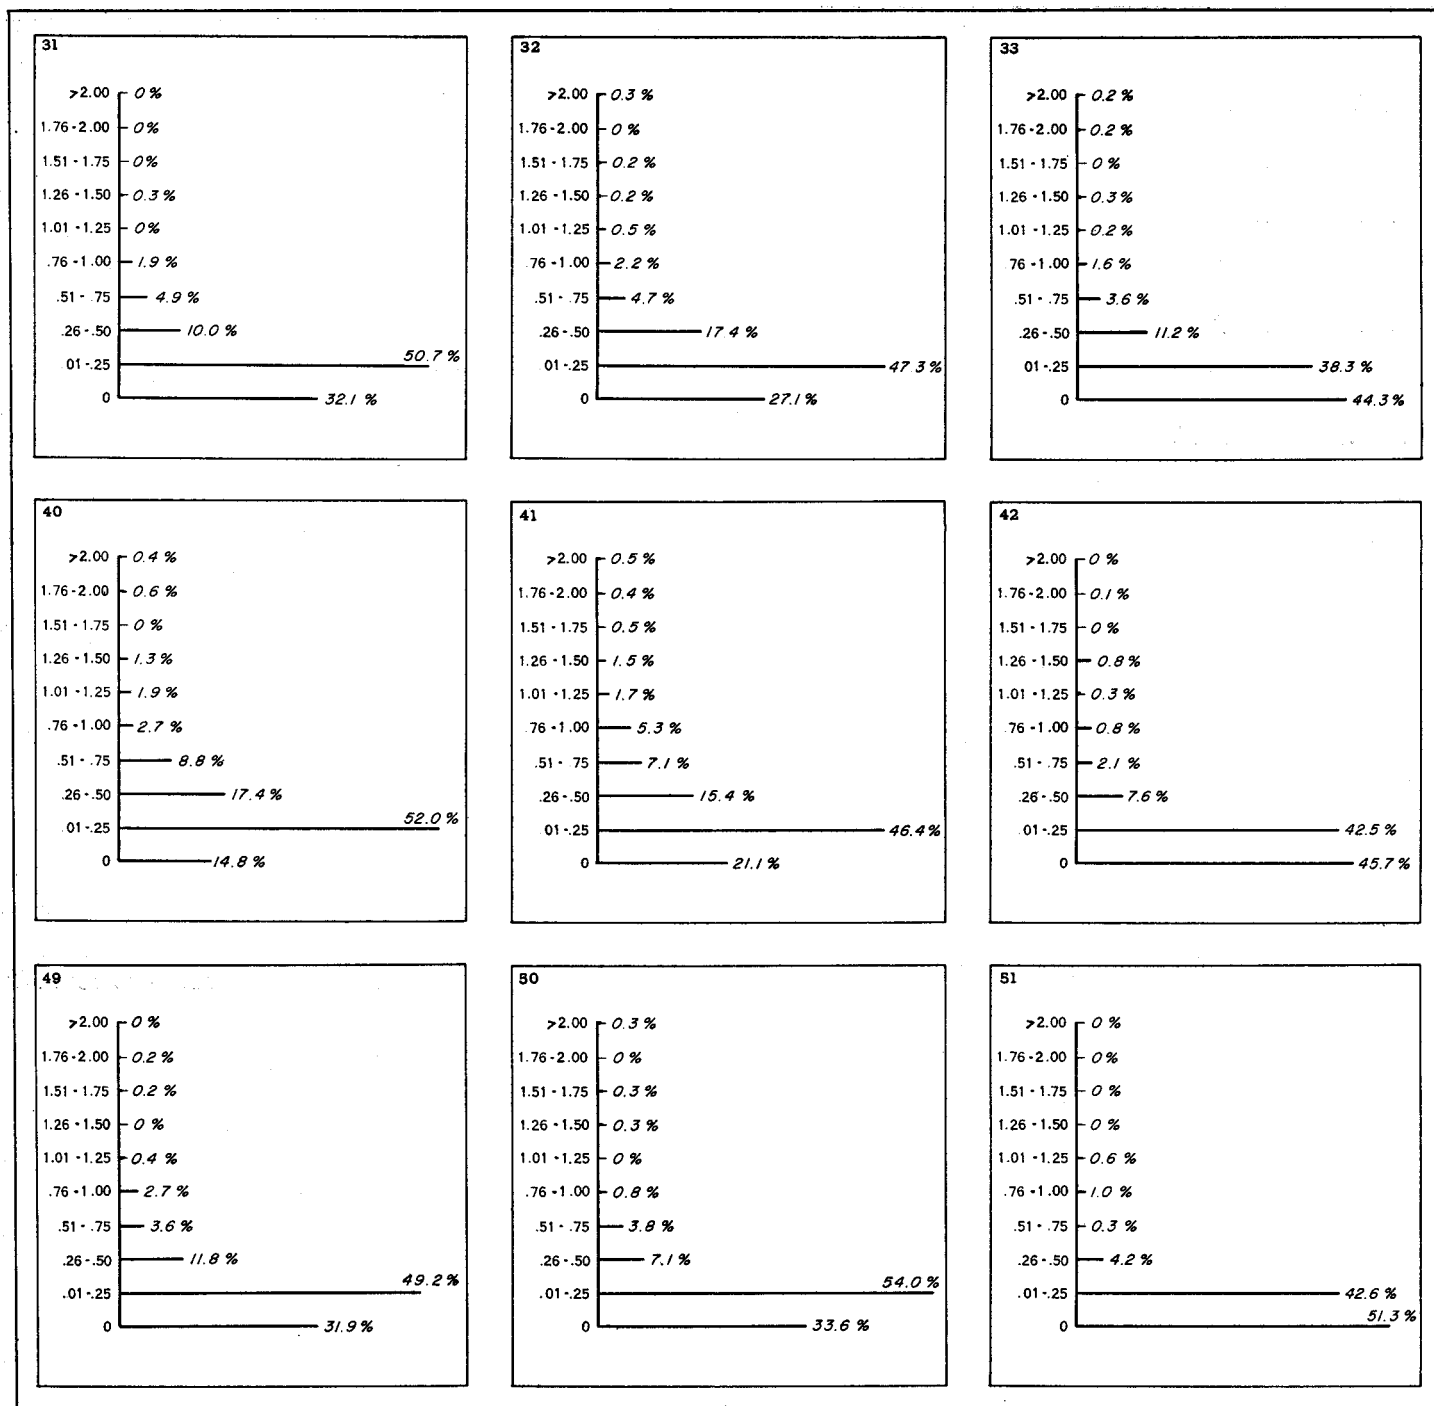 31
>2.00 0 %
1.76-2.00 0%
1.51 - 1.75 0%
1.26 - 1.50 0.3 %
1.01 - 1.25 0%
.76 - 1.00 1.9 %
.51 - .75 4.9 %
.26 - .50 10.0 %
01 - .25 50.7 %
0 32.1 %
32
>2.00 0.3 %
1.76-2.00 0 %
1.51 - 1.75 0.2 %
1.26 - 1.50 0.2 %
1.01 - 1.25 0.5 %
.76 - 1.00 2.2 %
.51 - .75 4.7 %
.26 - .50 17.4 %
01 - .25 47.3 %
0 27.1 %
33
>2.00 0.2 %
1.76-2.00 0.2 %
1.51 - 1.75 0 %
1.26 - 1.50 0.3 %
1.01 - 1.25 0.2 %
.76 - 1.00 1.6 %
.51 - .75 3.6 %
.26 - .50 11.2 %
01 - .25 38.3 %
0 44.3 %
40
>2.00 0.4 %
1.76-2.00 0.6 %
1.51 - 1.75 0 %
1.26 - 1.50 1.3 %
1.01 - 1.25 1.9 %
.76 - 1.00 2.7 %
.51 - .75 8.8 %
.26 - .50 17.4 %
.01 - .25 52.0 %
0 14.8 %
41
>2.00 0.5 %
1.76-2.00 0.4 %
1.51 - 1.75 0.5 %
1.26 - 1.50 1.5 %
1.01 - 1.25 1.7 %
.76 - 1.00 5.3 %
.51 - .75 7.1 %
.26 - .50 15.4 %
.01 - .25 46.4 %
0 21.1 %
42
>2.00 0 %
1.76-2.00 0.1 %
1.51 - 1.75 0 %
1.26 - 1.50 0.8 %
1.01 - 1.25 0.3 %
.76 - 1.00 0.8 %
.51 - .75 2.1 %
.26 - .50 7.6 %
.01 - .25 42.5 %
0 45.7 %
49
>2.00 0 %
1.76-2.00 0.2 %
1.51 - 1.75 0.2 %
1.26 - 1.50 0 %
1.01 - 1.25 0.4 %
.76 - 1.00 2.7 %
.51 - .75 3.6 %
.26 - .50 11.8 %
.01 - .25 49.2 %
0 31.9 %
50
>2.00 0.3 %
1.76-2.00 0 %
1.51 - 1.75 0.3 %
1.26 - 1.50 0.3 %
1.01 - 1.25 0 %
.76 - 1.00 0.8 %
.51 - .75 3.8 %
.26 - .50 7.1 %
.01 - .25 54.0 %
0 33.6 %
51
>2.00 0 %
1.76-2.00 0 %
1.51 - 1.75 0 %
1.26 - 1.50 0 %
1.01 - 1.25 0.6 %
.76 - 1.00 1.0 %
.51 - .75 0.3 %
.26 - .50 4.2 %
.01 - .25 42.6 %
0 51.3 %